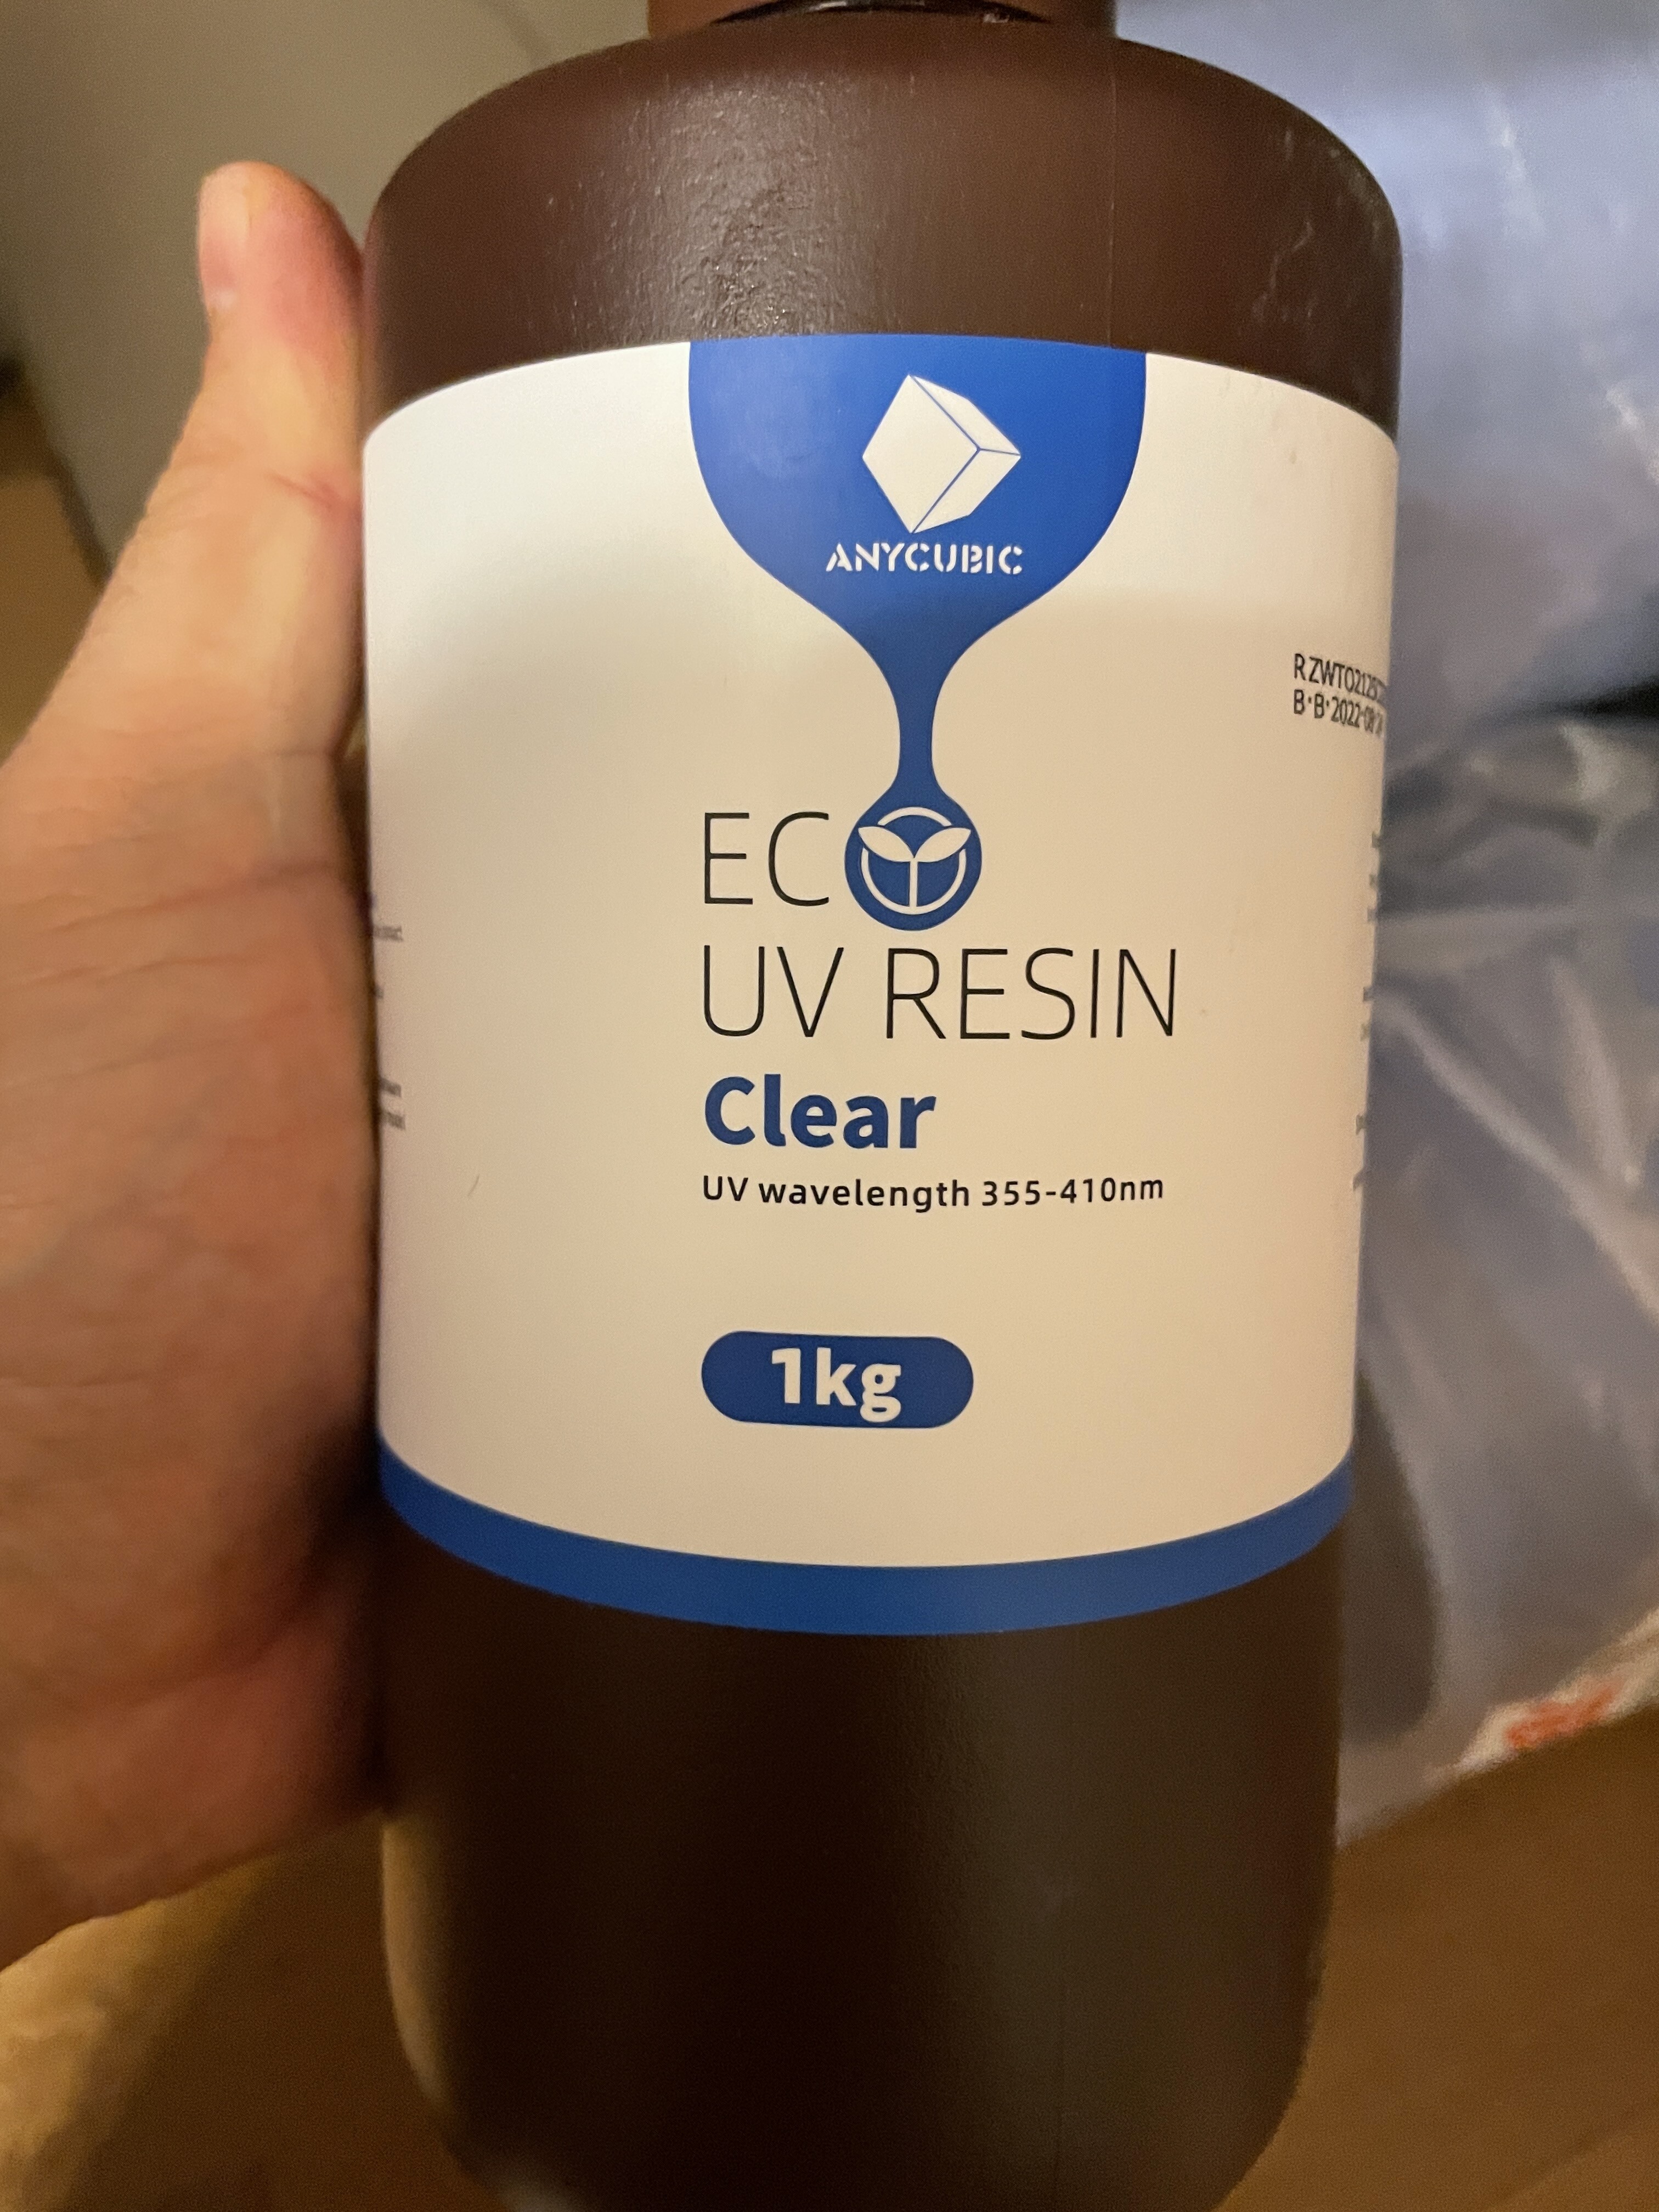 ANYCUBIC
ECO
UV RESIN
Clear
UV wavelength 355-410nm
1kg